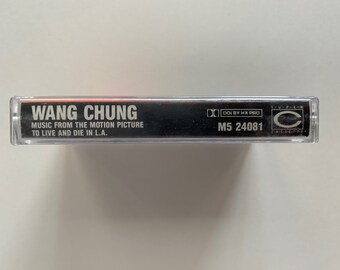 WANG CHUNG
MUSIC FROM THE MOTION PICTURE
TO LIVE AND DIE IN L.A.
DOLBY HX PRO
M5 24081